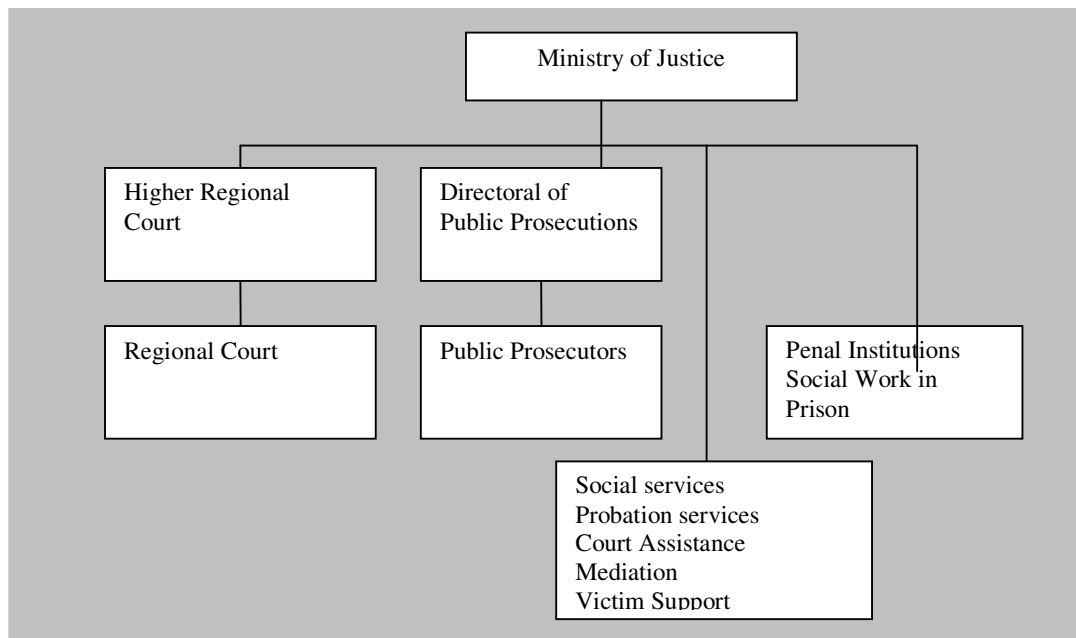 Ministry of Justice
Higher Regional
Court
Directoral of
Public Prosecutions
Regional Court
Public Prosecutors
Penal Institutions
Social Work in
Prison
Social services
Probation services
Court Assistance
Mediation
Victim Support